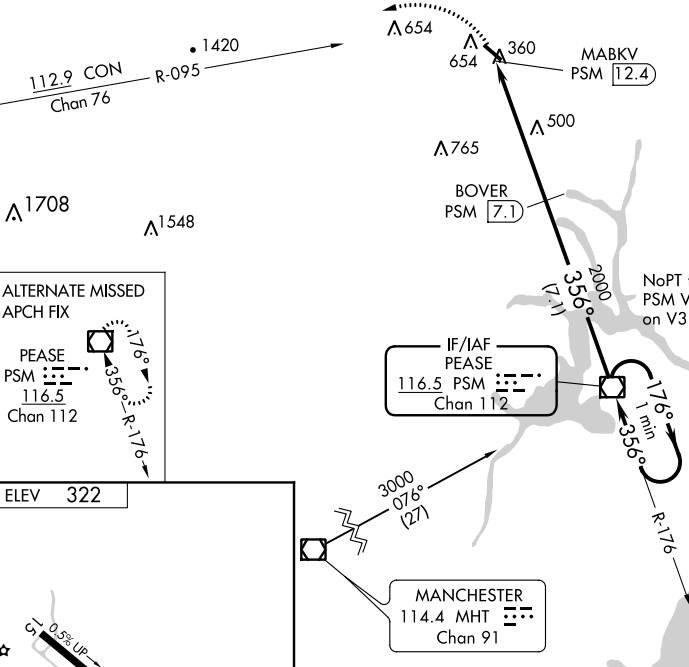 654
1420
112.9 CON
R-095
Chan 76
654
360
MABKV
PSM 12.4
500
765
BOVER
PSM 7.1
1708
1548
ALTERNATE MISSED
APCH FIX
PEASE
PSM
116.5
Chan 112
176°
356°
R-176
2000
356°
(7.1)
NoPT
PSM V
on V3
IF/IAF
PEASE
116.5 PSM
Chan 112
176°
1 min
356°
R-176
ELEV 322
3000
076°
(27)
MANCHESTER
114.4 MHT
Chan 91
15
0.5% UP